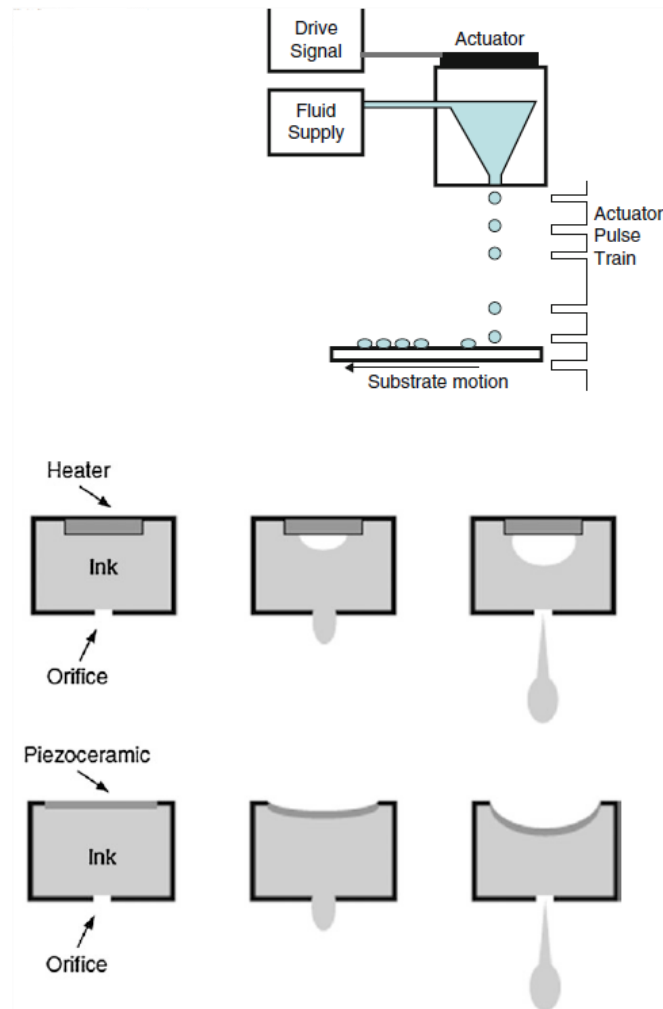 Drive
Signal
Actuator
Fluid
Supply
Actuator
Pulse
Train
Substrate motion
Heater
Ink
Orifice
Piezoceramic
Ink
Orifice